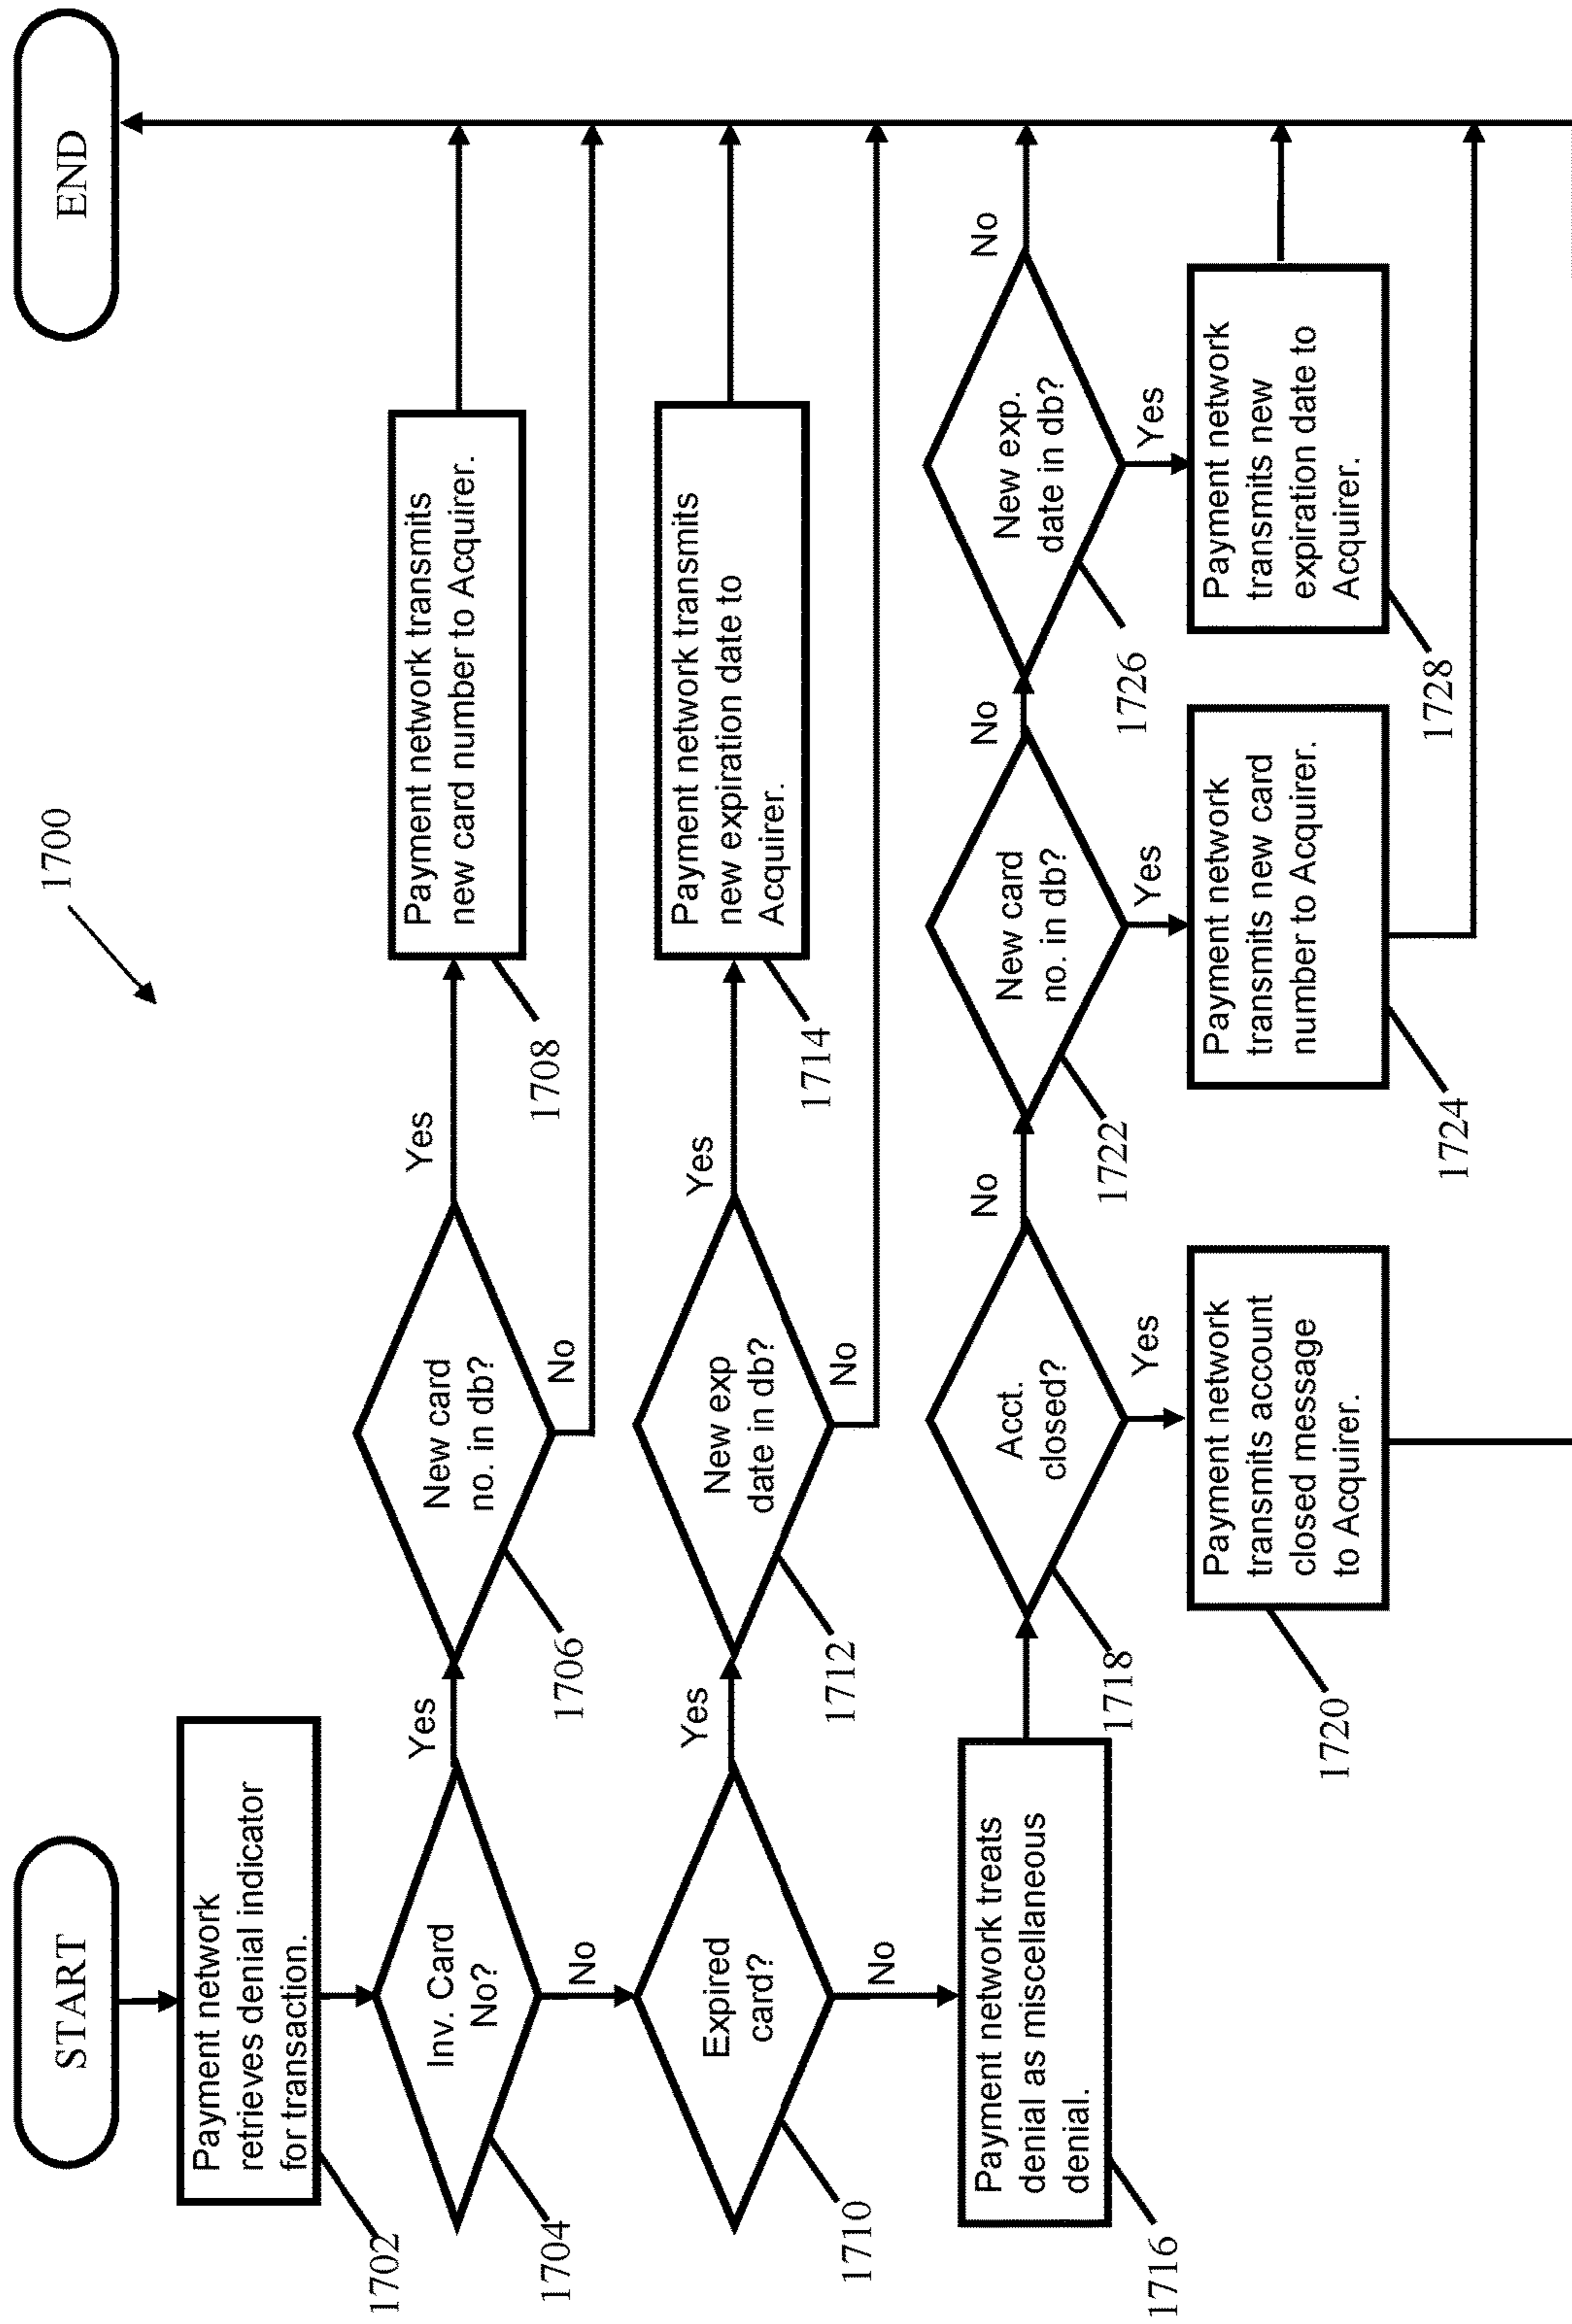 1700
START
END
Payment network
retrieves denial indicator
for transaction.
1702
Inv. Card
No?
1704
Yes
No
New card
no. in db?
1706
Yes
No
Payment network transmits
new card number to Acquirer.
1708
Expired
card?
1710
Yes
No
New exp
date in db?
1712
Yes
No
Payment network transmits
new expiration date to
Acquirer.
1714
Payment network treats
denial as miscellaneous
denial.
1716
Acct.
closed?
1718
No
Yes
New card
no. in db?
1722
No
Yes
New exp.
date in db?
1726
No
Yes
Payment network
transmits account
closed message
to Acquirer.
1720
Payment network
transmits new card
number to Acquirer.
1724
Payment network
transmits new
expiration date to
Acquirer.
1728